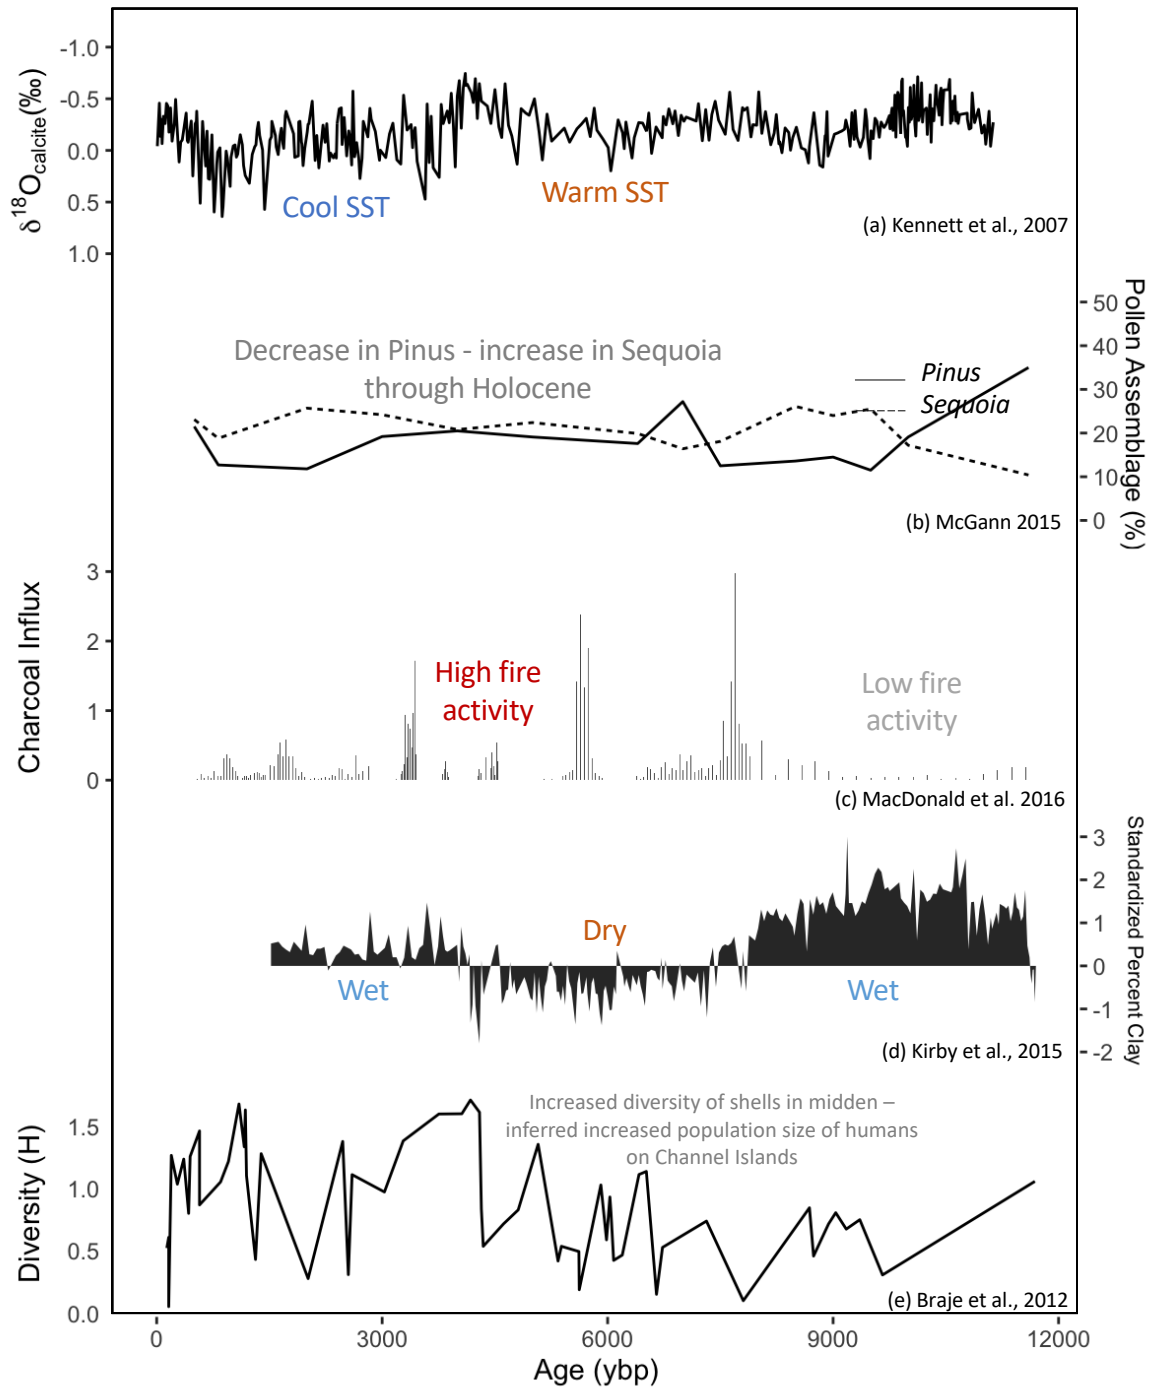 δ18Ocalcite(‰)
-1.0
-0.5
0.0
0.5
1.0
Cool SST
Warm SST
(a) Kennett et al., 2007
Pollen Assemblage (%)
50
40
30
20
10
0
Decrease in Pinus - increase in Sequoia
through Holocene
Pinus
Sequoia
(b) McGann 2015
Charcoal Influx
3
2
1
0
High fire
activity
Low fire
activity
(c) MacDonald et al. 2016
Standardized Percent Clay
3
2
1
0
-1
-2
Dry
Wet
Wet
(d) Kirby et al., 2015
Diversity (H)
1.5
1.0
0.5
0.0
Increased diversity of shells in midden –
inferred increased population size of humans
on Channel Islands
(e) Braje et al., 2012
0
3000
6000
9000
12000
Age (ybp)